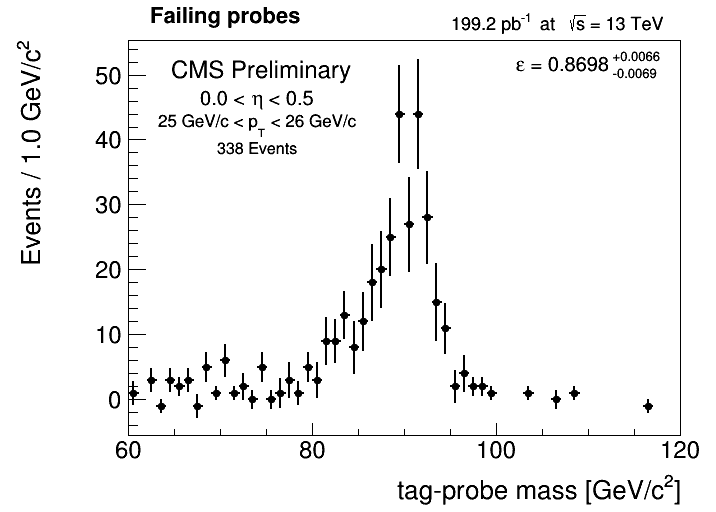 Failing probes
199.2 pb⁻¹ at √s = 13 TeV
CMS Preliminary
0.0 < η < 0.5
25 GeV/c < p_T < 26 GeV/c
338 Events
ε = 0.8698 +0.0066 -0.0069
Events / 1.0 GeV/c²
50
40
30
20
10
0
60 80 100 120
tag-probe mass [GeV/c²]